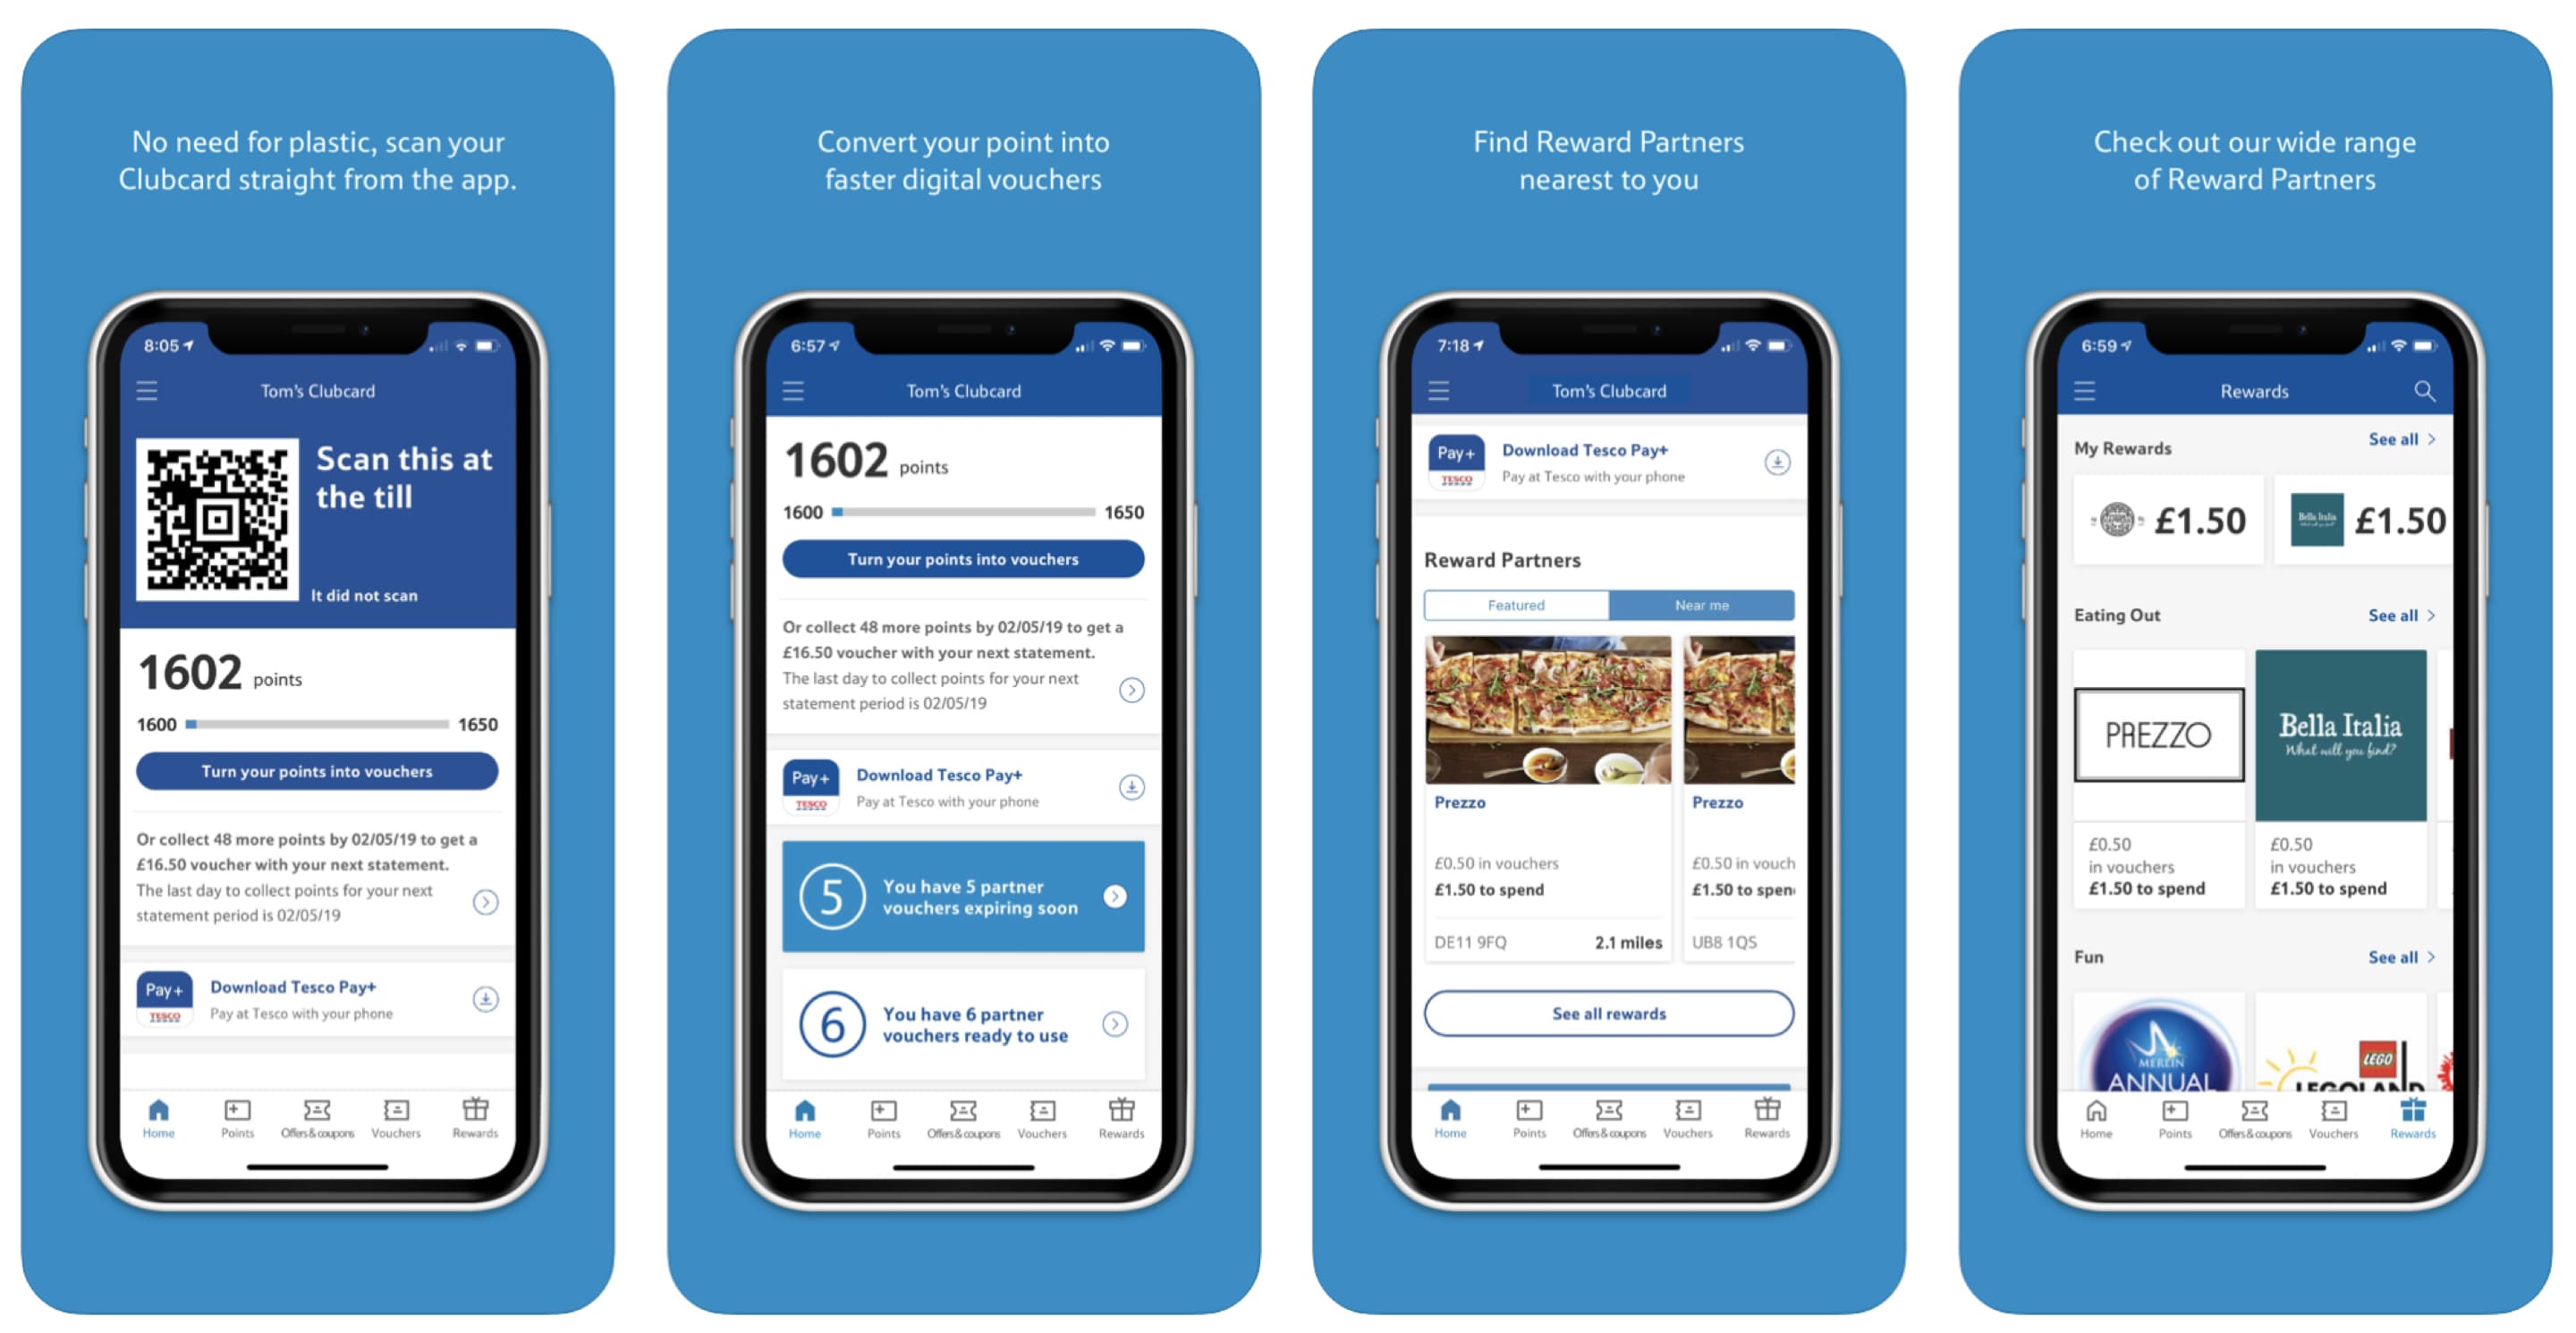 No need for plastic, scan your
Clubcard straight from the app.
8:05
Tom's Clubcard
Scan this at
the till
It did not scan
1602 points
1600 1650
Turn your points into vouchers
Or collect 48 more points by 02/05/19 to get a
£16.50 voucher with your next statement.
The last day to collect points for your next
statement period is 02/05/19
Pay+
TESCO
Download Tesco Pay+
Pay at Tesco with your phone
Home Points Offers & coupons Vouchers Rewards
Convert your point into
faster digital vouchers
6:57
Tom's Clubcard
1602 points
1600 1650
Turn your points into vouchers
Or collect 48 more points by 02/05/19 to get a
£16.50 voucher with your next statement.
The last day to collect points for your next
statement period is 02/05/19
Pay+
TESCO
Download Tesco Pay+
Pay at Tesco with your phone
5
You have 5 partner
vouchers expiring soon
6
You have 6 partner
vouchers ready to use
Home Points Offers & coupons Vouchers Rewards
Find Reward Partners
nearest to you
7:18
Tom's Clubcard
Pay+
TESCO
Download Tesco Pay+
Pay at Tesco with your phone
Reward Partners
Featured Near me
Prezzo Prezzo
£0.50 in vouchers £0.50 in vouch
£1.50 to spend £1.50 to spen
DE11 9FQ 2.1 miles UB8 1QS
See all rewards
Home Points Offers & coupons Vouchers Rewards
Check out our wide range
of Reward Partners
6:59
Rewards
My Rewards See all
£1.50 Bella Italia £1.50
Eating Out See all
PREZZO
Bella Italia
What will you find?
£0.50 £0.50
in vouchers in vouchers
£1.50 to spend £1.50 to spend
Fun See all
MERLIN
ANNUAL
LEGO
LEGOLAND
Home Points Offers & coupons Vouchers Rewards